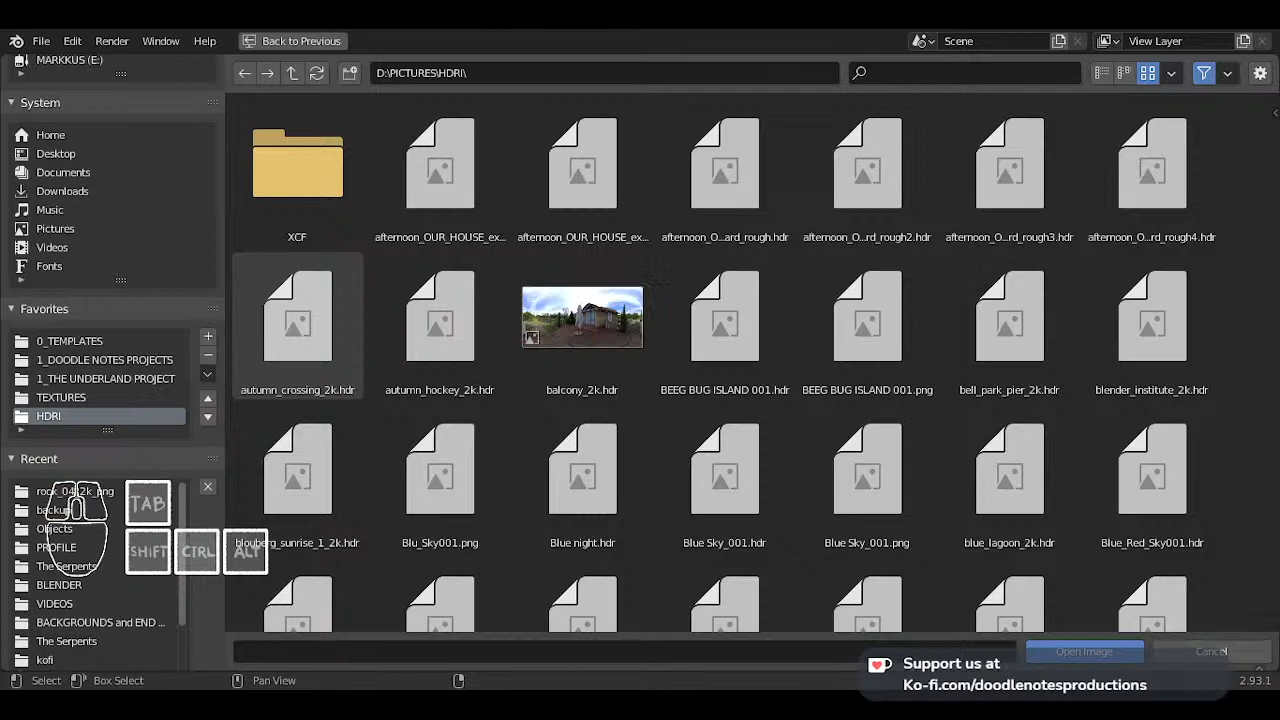 File Edit Render Window Help Back to Previous Scene View Layer
MARKKUS (E:)
D:\PICTURES\HDRI\
System
Home
Desktop
Documents
Downloads
Music
Pictures
Videos
Fonts
Favorites
0_TEMPLATES
1_DOODLE NOTES PROJECTS
1_THE UNDERLAND PROJECT
TEXTURES
HDRI
Recent
rock_04_2k_png
backup
Objects
PROFILE
The Serpents
BLENDER
VIDEOS
BACKGROUNDS and END ...
The Serpents
kofi
TAB
SHIFT CTRL ALT
XCF afternoon_OUR_HOUSE_ex... afternoon_OUR_HOUSE_ex... afternoon_O...ard_rough.hdr afternoon_O...rd_rough2.hdr afternoon_O...rd_rough3.hdr afternoon_O...rd_rough4.hdr
autumn_crossing_2k.hdr autumn_hockey_2k.hdr balcony_2k.hdr BEEG BUG ISLAND 001.hdr BEEG BUG ISLAND 001.png bell_park_pier_2k.hdr blender_institute_2k.hdr
blouberg_sunrise_1_2k.hdr Blu_Sky001.png Blue night.hdr Blue Sky_001.hdr Blue Sky_001.png blue_lagoon_2k.hdr Blue_Red_Sky001.hdr
Open Image Cancel
Support us at
Ko-fi.com/doodlenotesproductions
Select Box Select Pan View 2.93.1